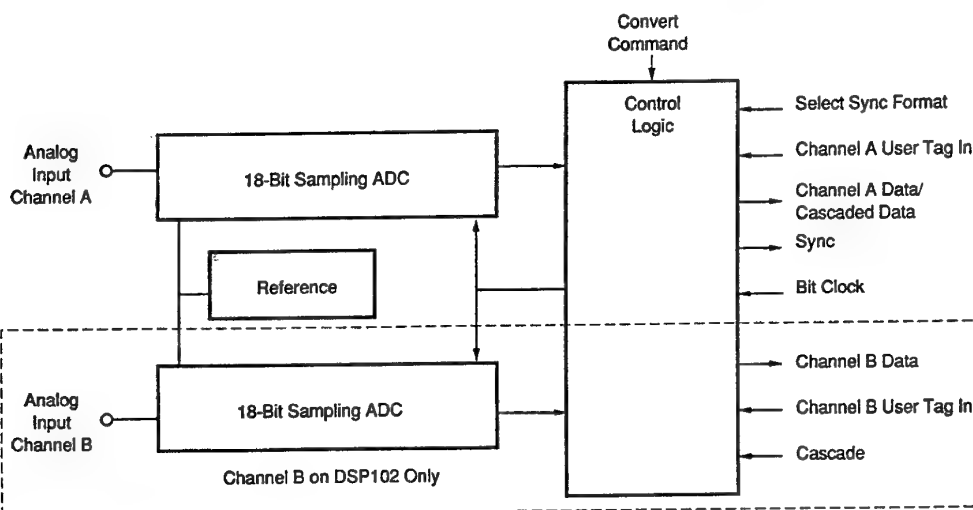 Convert
Command
Control
Logic
Select Sync Format
Analog
Input
Channel A
18-Bit Sampling ADC
Channel A User Tag In
Channel A Data/
Cascaded Data
Sync
Reference
Bit Clock
Analog
Input
Channel B
18-Bit Sampling ADC
Channel B Data
Channel B User Tag In
Cascade
Channel B on DSP102 Only